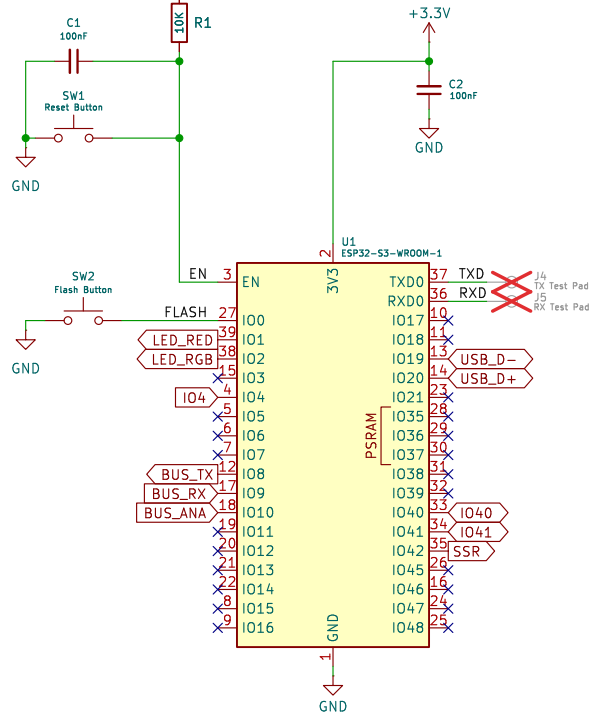 10K
R1
C1
100nF
+3.3V
C2
100nF
SW1
Reset Button
GND
GND
U1
ESP32-S3-WROOM-1
2
3V3
EN 3 EN
TXD0 37 TXD
J4
TX Test Pad
RXD0 36 RXD
J5
RX Test Pad
SW2
Flash Button
GND
FLASH 27 IO0
IO17 10
LED_RED 39 IO1
IO18 11
LED_RGB 38 IO2
IO19 13 USB_D-
15 IO3
IO20 14 USB_D+
IO4 4 IO4
IO21 23
5 IO5
IO35 28
6 IO6
PSRAM
IO36 29
7 IO7
IO37 30
BUS_TX 12 IO8
IO38 31
BUS_RX 17 IO9
IO39 32
BUS_ANA 18 IO10
IO40 33 IO40
19 IO11
IO41 34 IO41
20 IO12
IO42 35 SSR
21 IO13
IO45 26
22 IO14
IO46 16
8 IO15
IO47 24
9 IO16
IO48 25
GND
1
GND